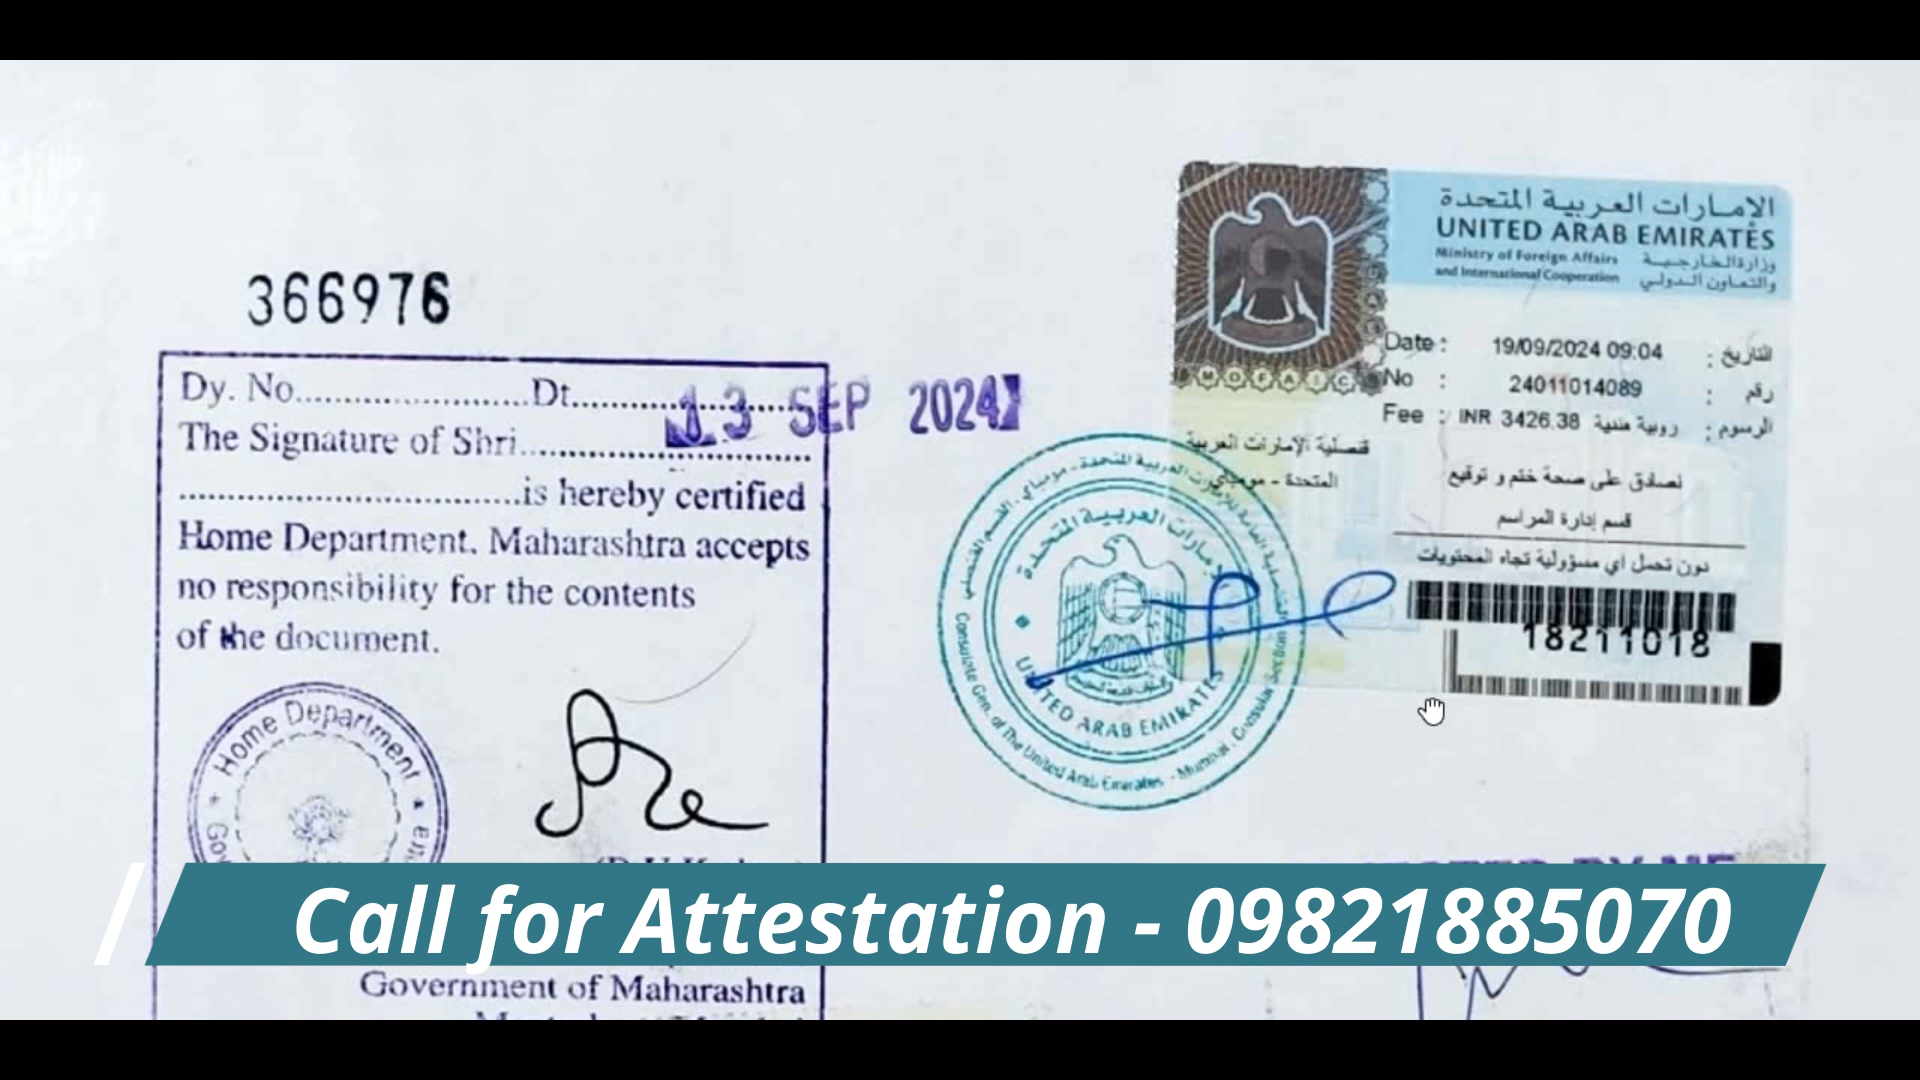 366976
Dy. No......................Dt.......................
13 SEP 2024
The Signature of Shri............................
.................................is hereby certified
Home Department. Maharashtra accepts
no responsibility for the contents
of the document.
Home Department
Government of Maharashtra
الإمارات العربية المتحدة
UNITED ARAB EMIRATES
Ministry of Foreign Affairs وزارة الخارجية
and International Cooperation والتعاون الدولي
MOFAIC
Date : 19/09/2024 09:04 التاريخ :
No : 24011014089 رقم :
Fee : INR 3426.38 روبية هندية الرسوم :
قنصلية الإمارات العربية
المتحدة - مومباي
نصادق على صحة ختم و توقيع
قسم إدارة المراسم
دون تحمل اي مسؤولية تجاه المحتويات
18211018
الإمارات العربية المتحدة
UNITED ARAB EMIRATES
Consulate Gen. of The United Arab Emirates - Mumbai . Consular Section
Call for Attestation - 09821885070